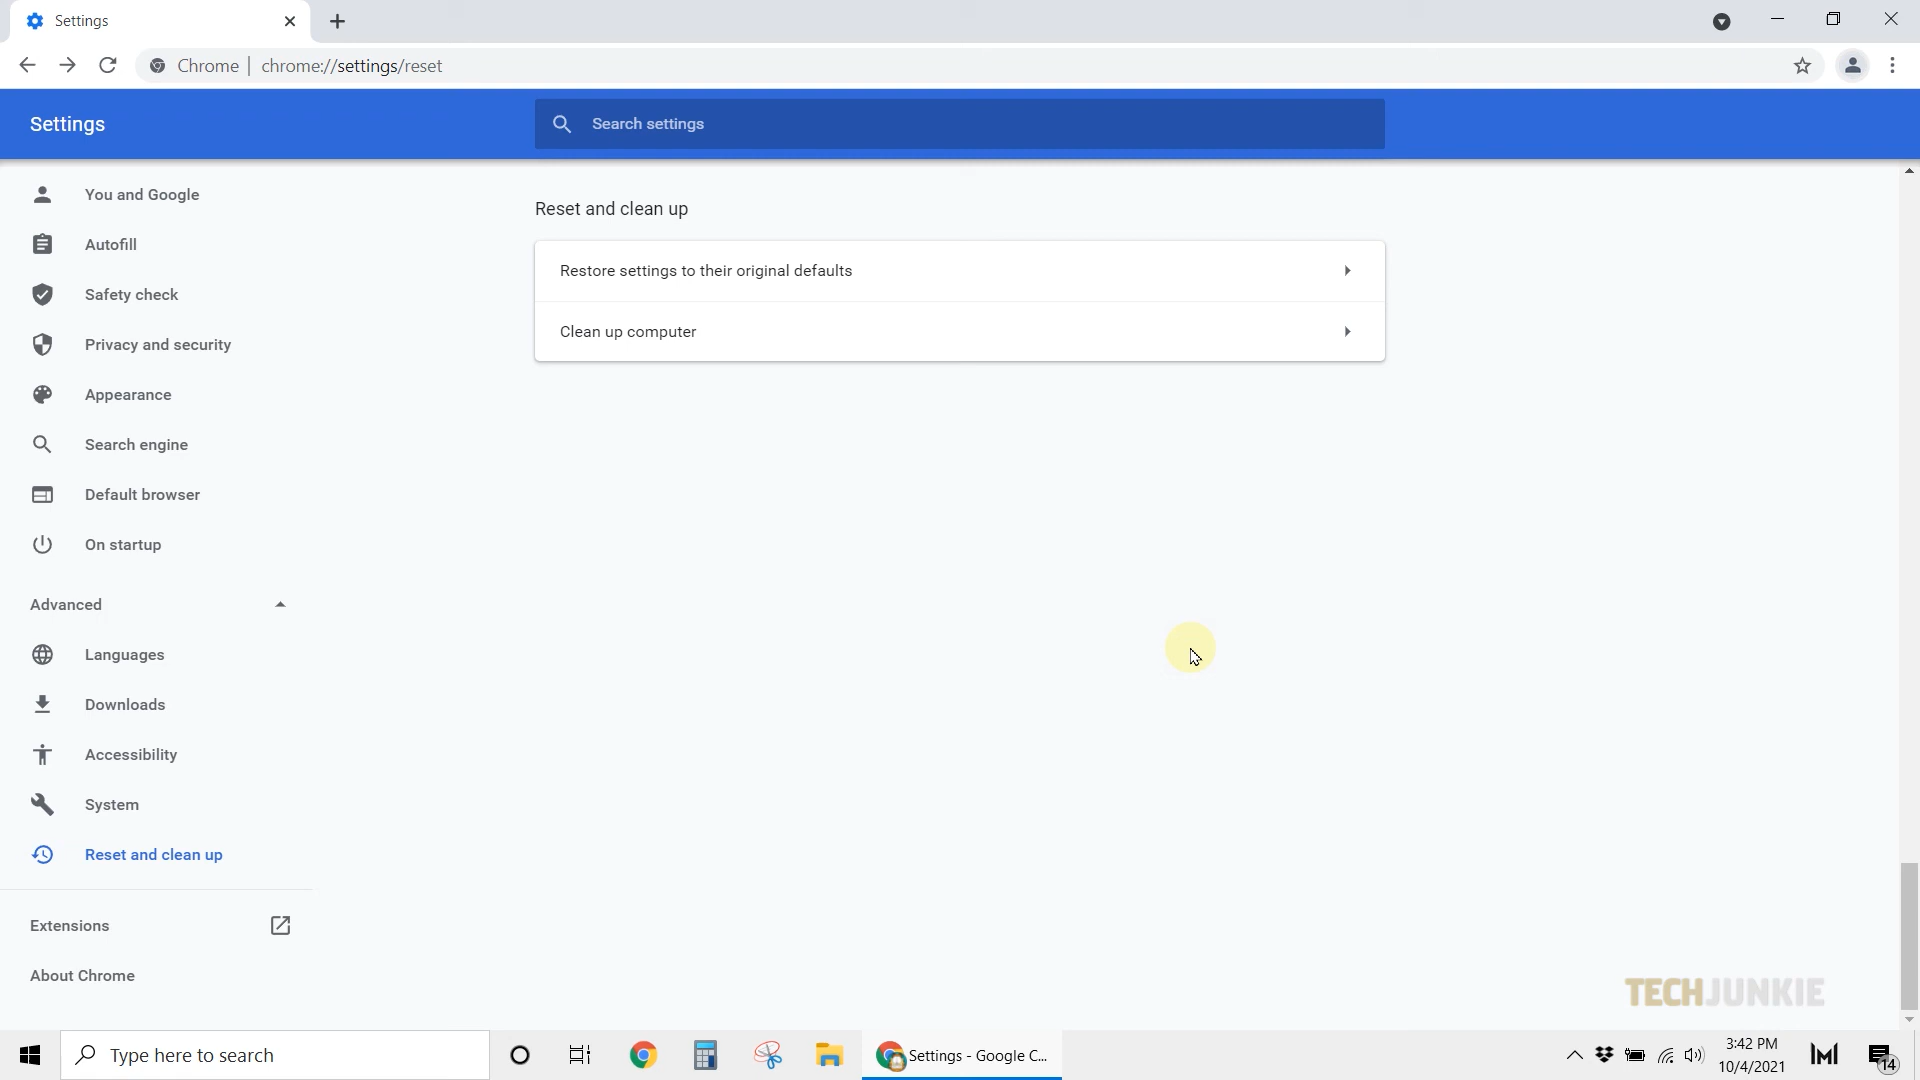 Settings
Chrome | chrome://settings/reset
Settings
Search settings
You and Google
Autofill
Safety check
Privacy and security
Appearance
Search engine
Default browser
On startup
Advanced
Languages
Downloads
Accessibility
System
Reset and clean up
Extensions
About Chrome
Reset and clean up
Restore settings to their original defaults
Clean up computer
TECHJUNKIE
Type here to search
Settings - Google C...
3:42 PM
10/4/2021
14